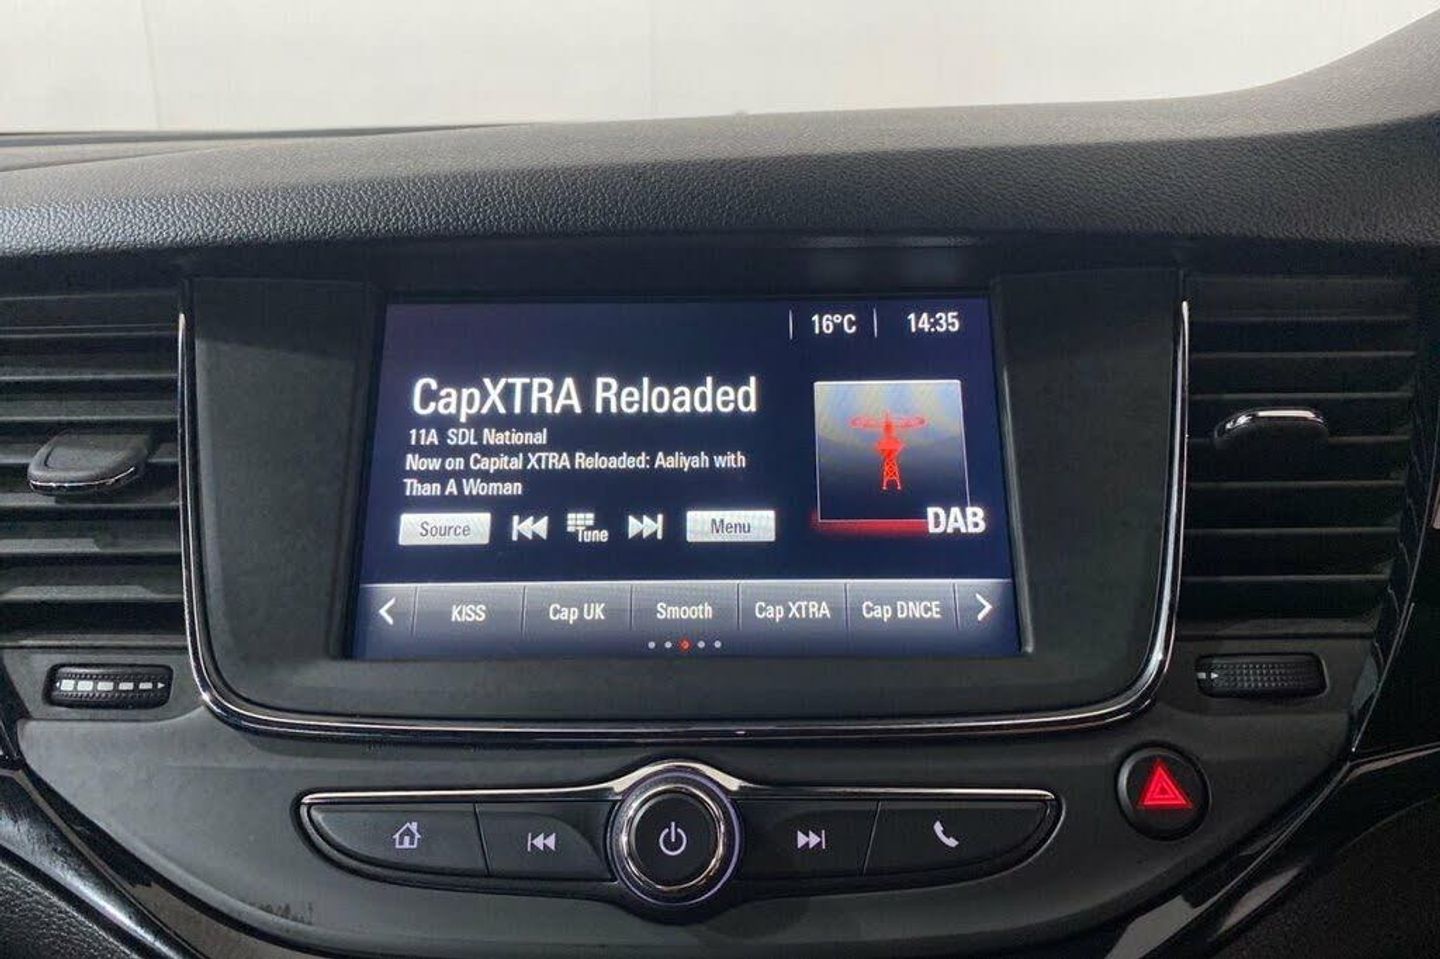 16°C 14:35
CapXTRA Reloaded
11A SDL National
Now on Capital XTRA Reloaded: Aaliyah with
Than A Woman
Source Tune Menu
DAB
KISS Cap UK Smooth Cap XTRA Cap DNCE